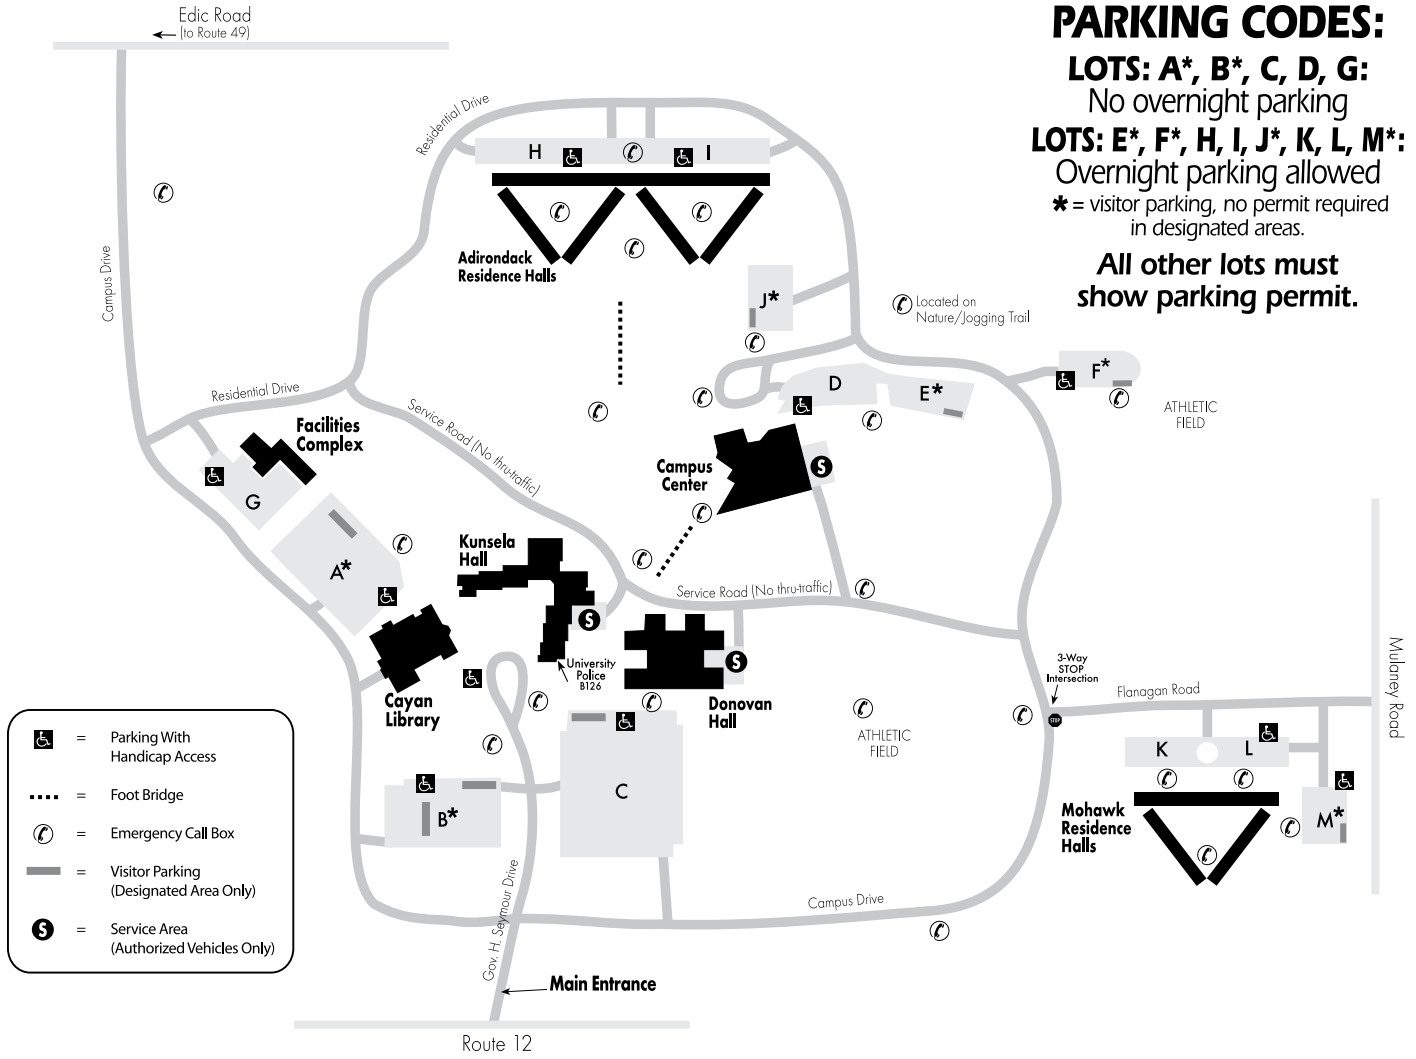 Edic Road
(to Route 49)
PARKING CODES:
LOTS: A*, B*, C, D, G:
No overnight parking
LOTS: E*, F*, H, I, J*, K, L, M*:
Overnight parking allowed
* = visitor parking, no permit required
in designated areas.
All other lots must
show parking permit.
Residential Drive
H
I
Adirondack
Residence Halls
Campus Drive
J*
Located on
Nature/Jogging Trail
Residential Drive
D
E*
F*
ATHLETIC
FIELD
Service Road (No thru-traffic)
Facilities
Complex
G
Campus
Center
S
A*
Kunsela
Hall
Service Road (No thru-traffic)
S
University
Police
B126
S
Cayan
Library
Donovan
Hall
3-Way
STOP
Intersection
STOP
Flanagan Road
Mulaney Road
ATHLETIC
FIELD
K
L
M*
Mohawk
Residence
Halls
C
B*
Gov. H. Seymour Drive
Campus Drive
Main Entrance
Route 12
= Parking With
Handicap Access
= Foot Bridge
= Emergency Call Box
= Visitor Parking
(Designated Area Only)
S = Service Area
(Authorized Vehicles Only)